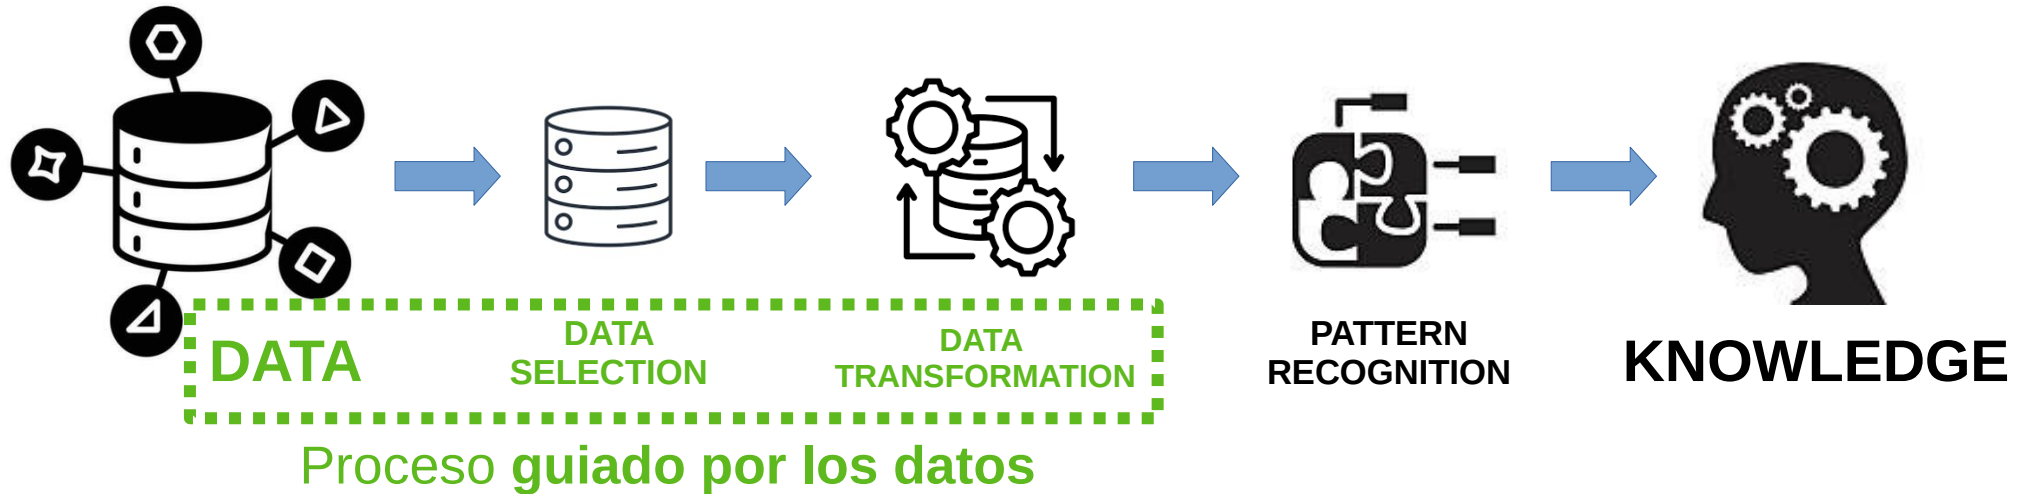 DATA
DATA
SELECTION
DATA
TRANSFORMATION
PATTERN
RECOGNITION
KNOWLEDGE
Proceso guiado por los datos